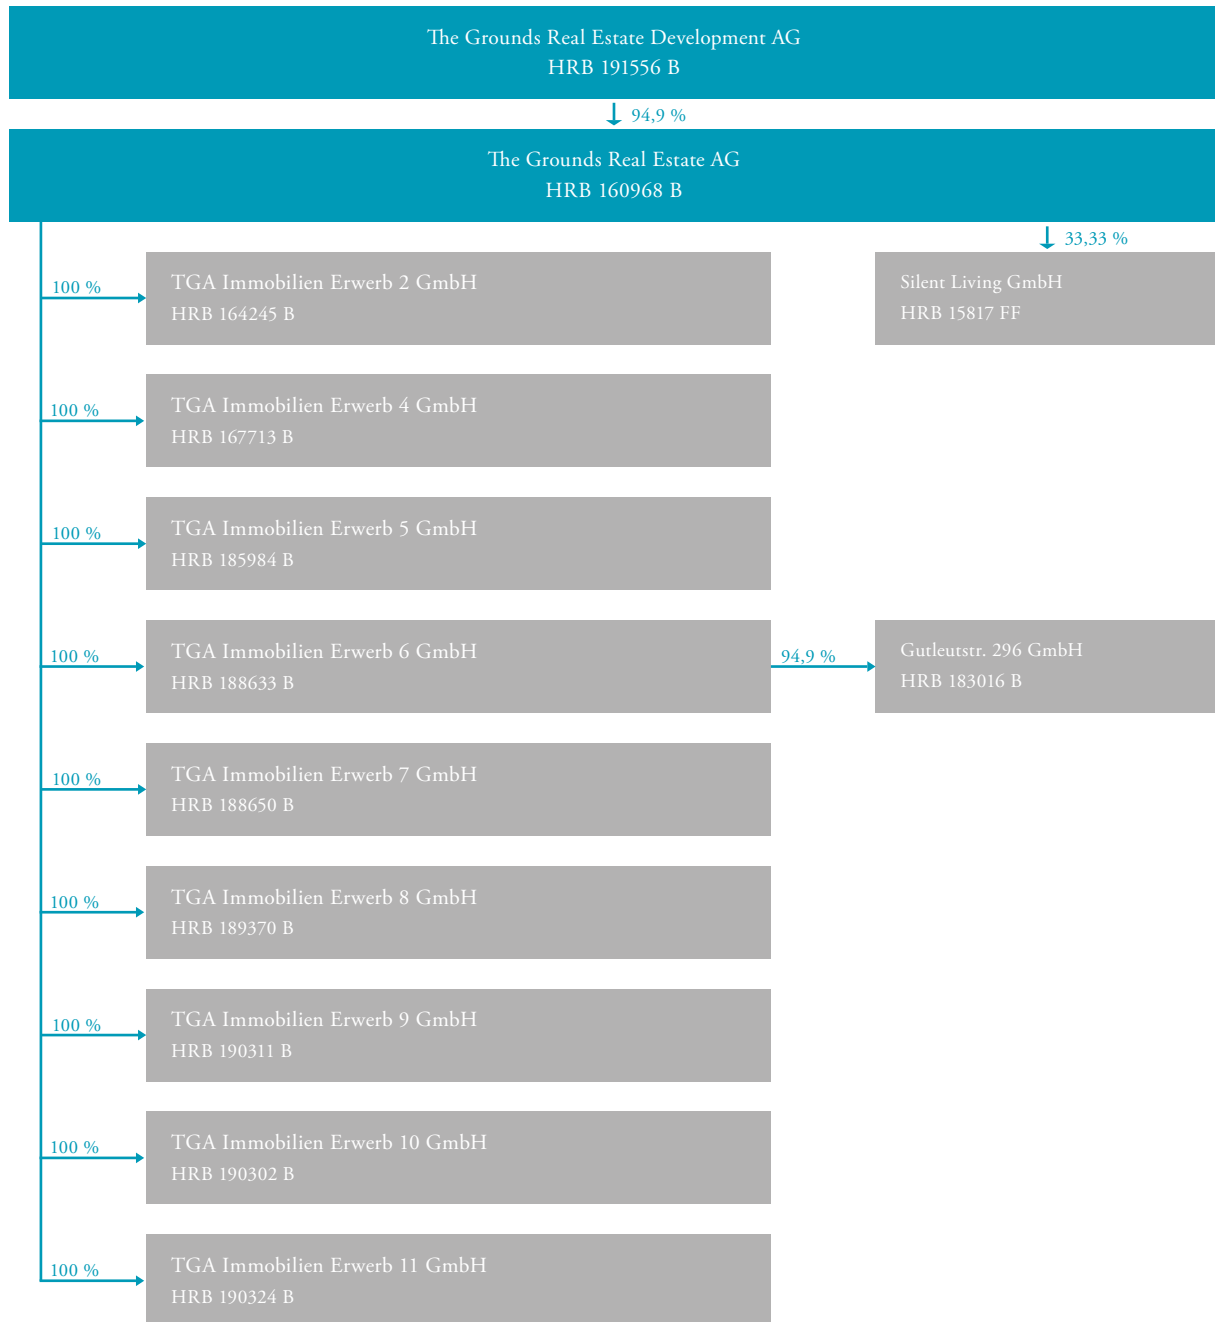 The Grounds Real Estate Development AG
HRB 191556 B
94,9 %
The Grounds Real Estate AG
HRB 160968 B
33,33 %
100 %
TGA Immobilien Erwerb 2 GmbH
HRB 164245 B
Silent Living GmbH
HRB 15817 FF
100 %
TGA Immobilien Erwerb 4 GmbH
HRB 167713 B
100 %
TGA Immobilien Erwerb 5 GmbH
HRB 185984 B
100 %
TGA Immobilien Erwerb 6 GmbH
HRB 188633 B
94,9 %
Gutleutstr. 296 GmbH
HRB 183016 B
100 %
TGA Immobilien Erwerb 7 GmbH
HRB 188650 B
100 %
TGA Immobilien Erwerb 8 GmbH
HRB 189370 B
100 %
TGA Immobilien Erwerb 9 GmbH
HRB 190311 B
100 %
TGA Immobilien Erwerb 10 GmbH
HRB 190302 B
100 %
TGA Immobilien Erwerb 11 GmbH
HRB 190324 B